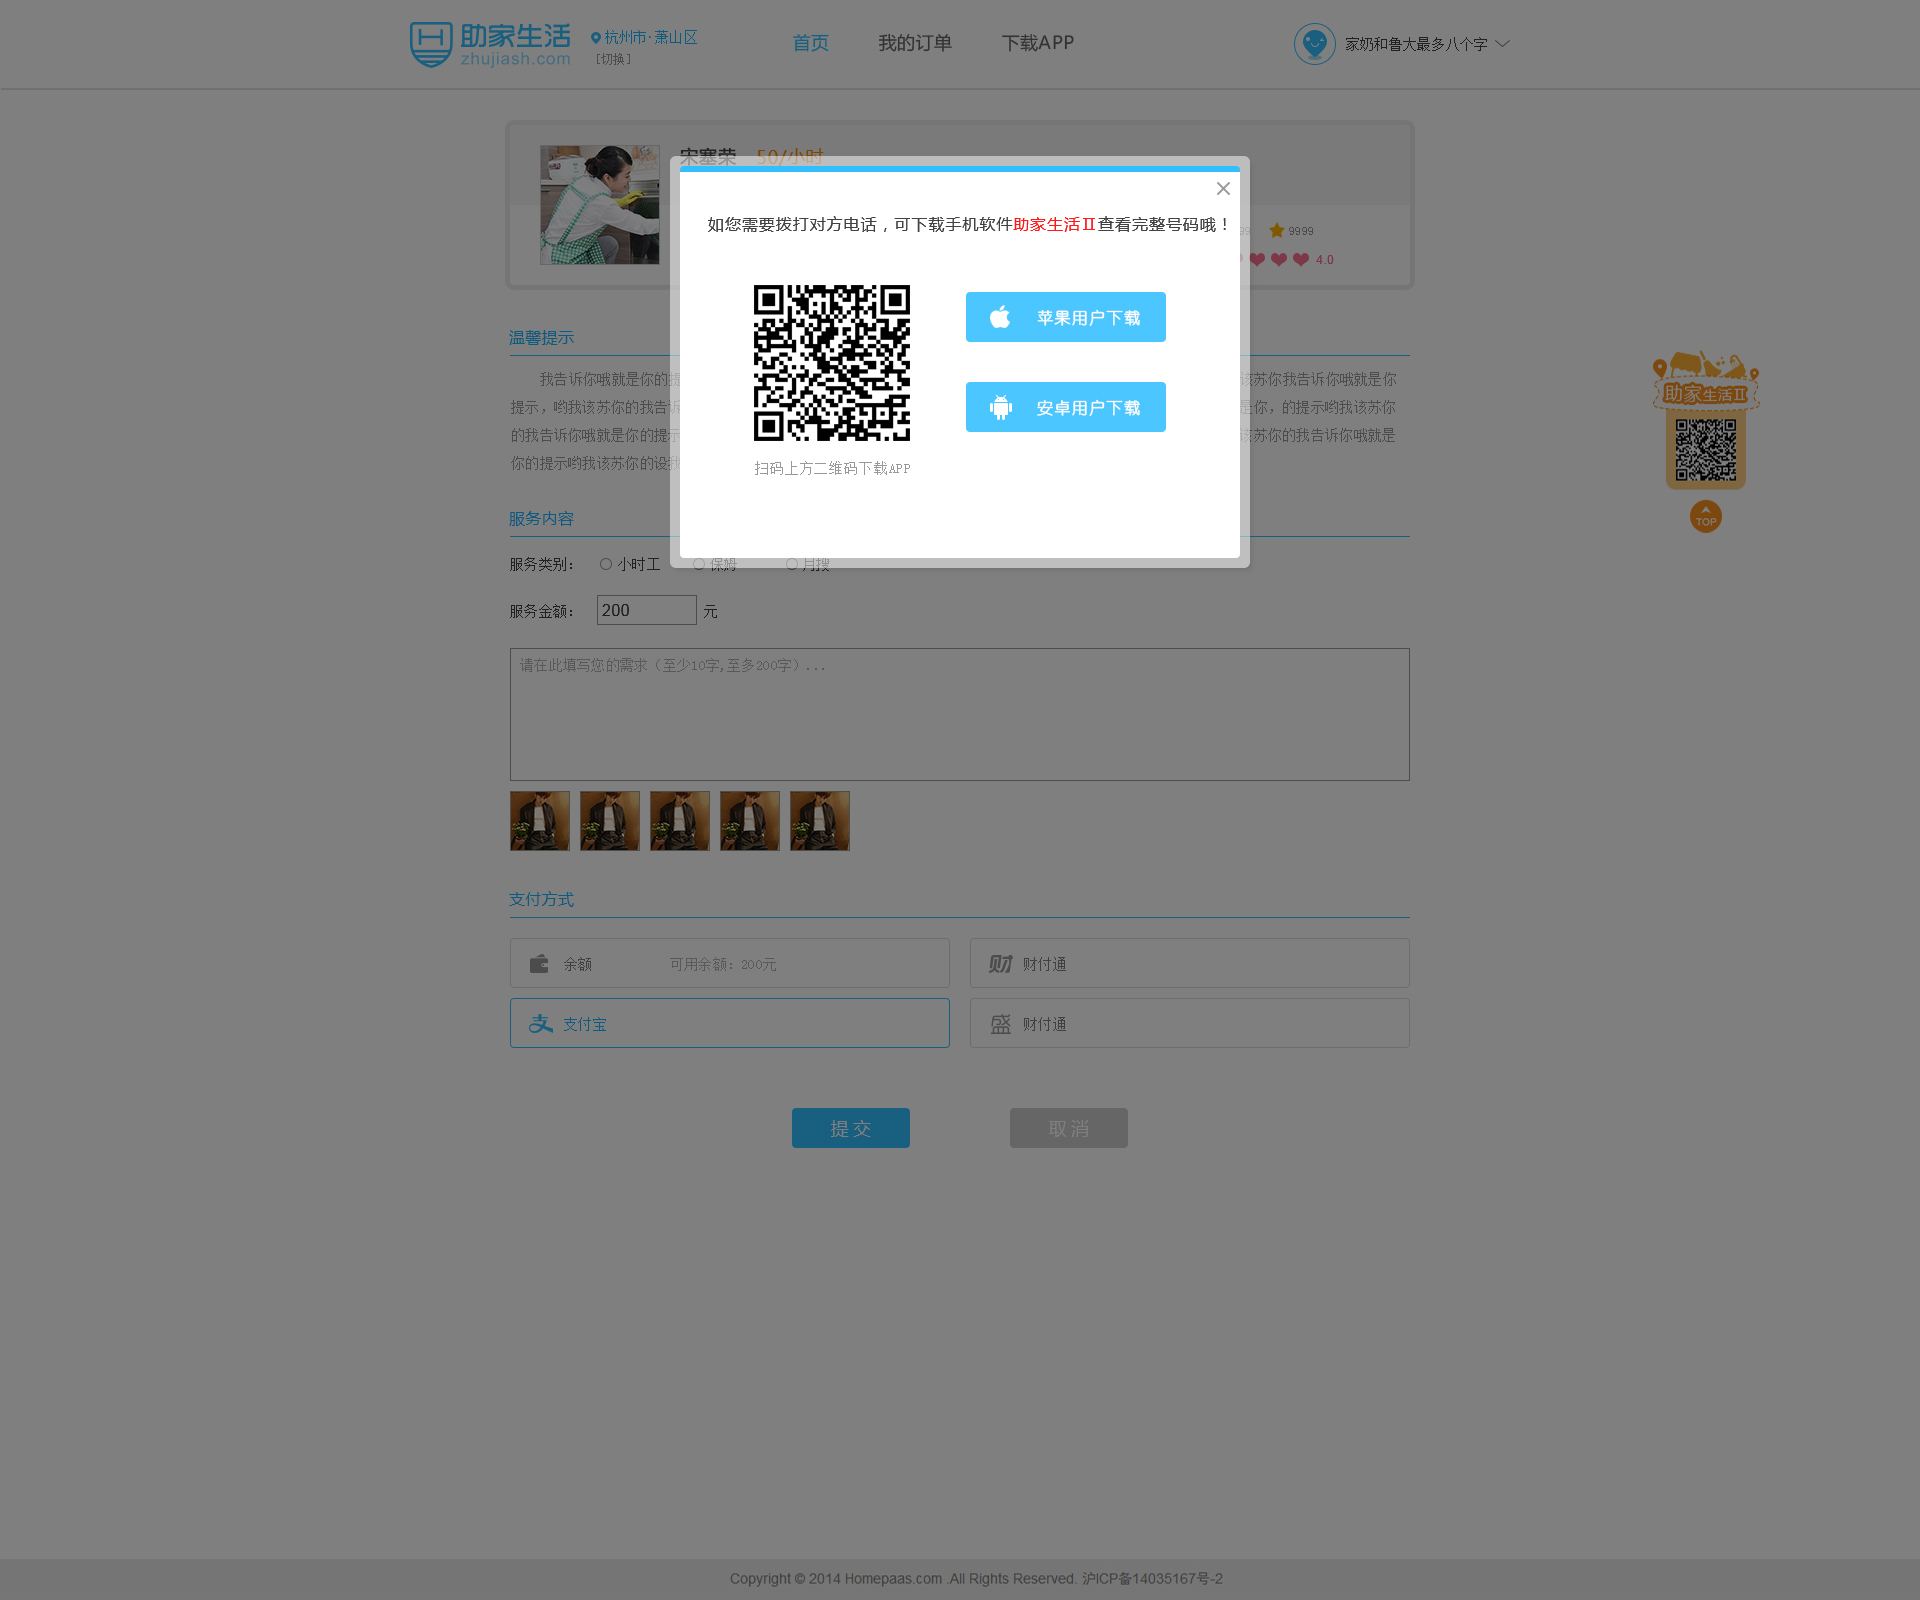 助家生活
zhujiash.com
杭州市·萧山区
[切换]
首页
我的订单
下载APP
家奶和鲁大最多八个字
宋塞荣 50/小时
如您需要拨打对方电话，可下载手机软件助家生活Ⅱ查看完整号码哦！
9999
4.0
苹果用户下载
安卓用户下载
扫码上方二维码下载APP
温馨提示
我告诉你哦就是你的提
该苏你我告诉你哦就是你
提示，哟我该苏你的我告诉
是你，的提示哟我该苏你
的我告诉你哦就是你的提示
该苏你的我告诉你哦就是
你的提示哟我该苏你的设我
助家生活Ⅱ
TOP
服务内容
服务类别： 小时工 保姆 月搜
服务金额： 200 元
请在此填写您的需求（至少10字,至多200字）...
支付方式
余额 可用余额：200元
财付通
支付宝
盛 财付通
提交
取消
Copyright © 2014 Homepaas.com .All Rights Reserved. 沪ICP备14035167号-2